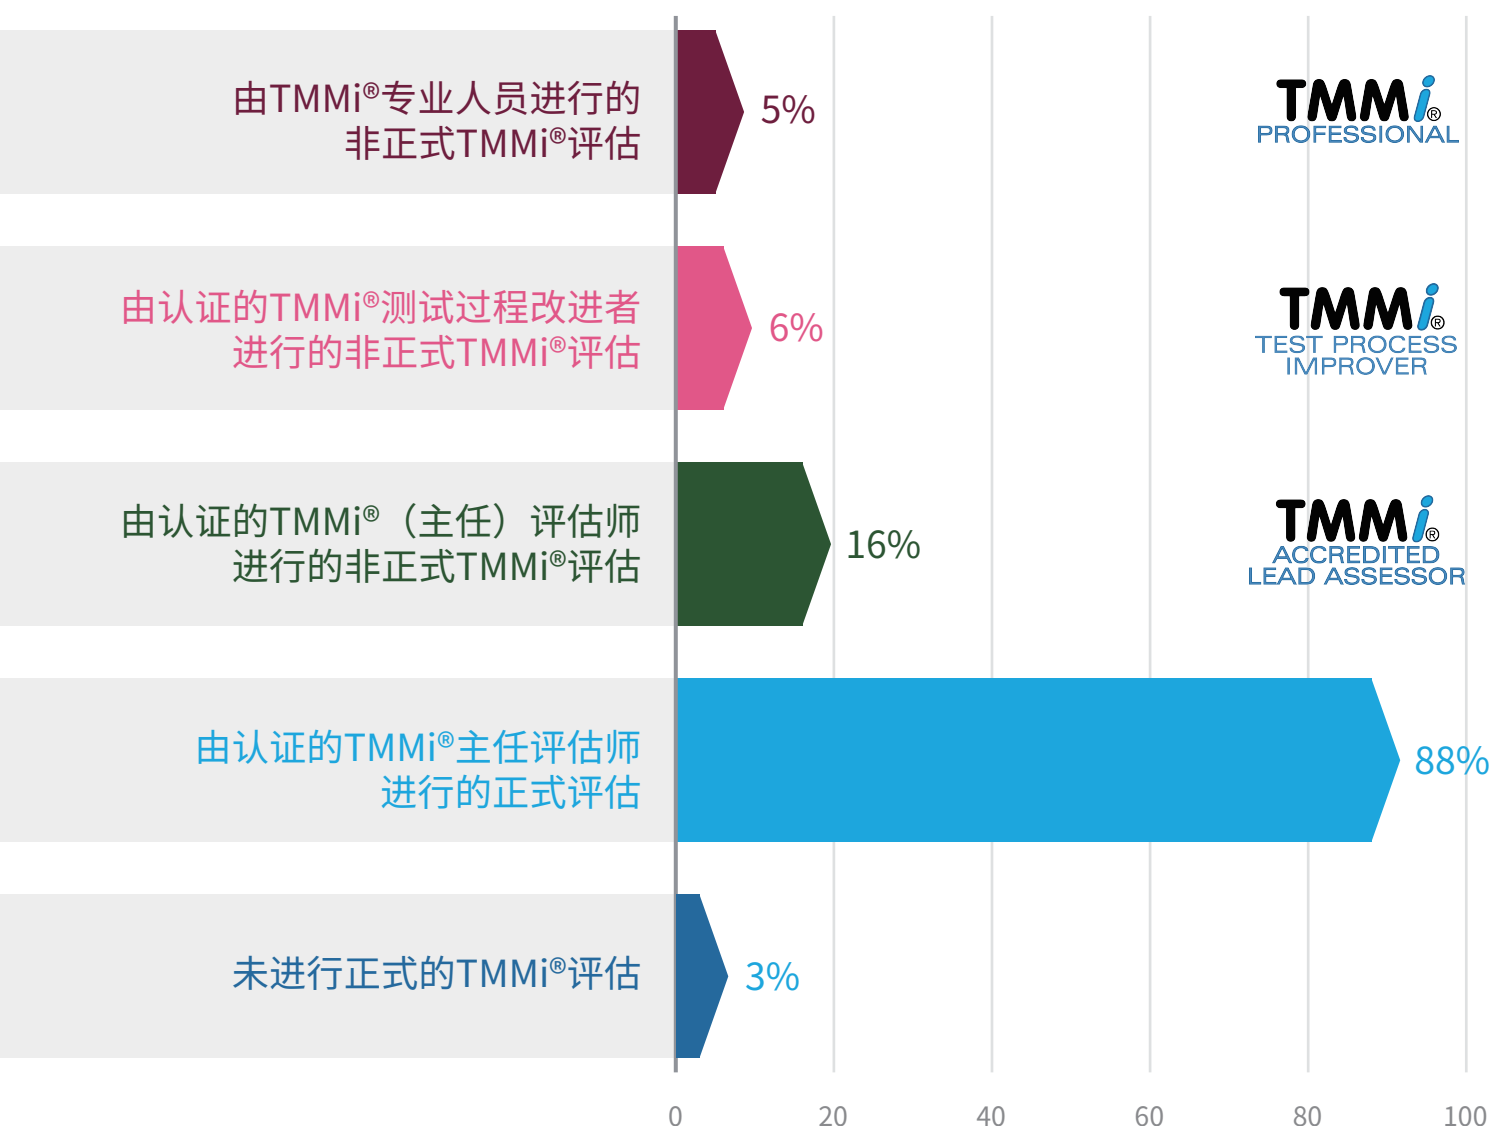 由TMMi®专业人员进行的
非正式TMMi®评估
5%
TMMi®
PROFESSIONAL
由认证的TMMi®测试过程改进者
进行的非正式TMMi®评估
6%
TMMi®
TEST PROCESS
IMPROVER
由认证的TMMi®（主任）评估师
进行的非正式TMMi®评估
16%
TMMi®
ACCREDITED
LEAD ASSESSOR
由认证的TMMi®主任评估师
进行的正式评估
88%
未进行正式的TMMi®评估
3%
0 20 40 60 80 100